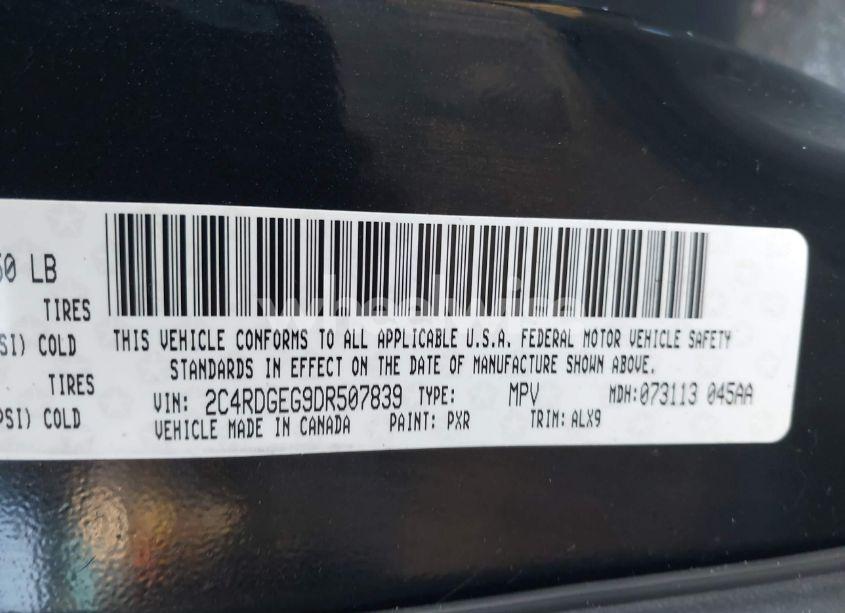 50 LB
TIRES
SI) COLD
TIRES
PSI) COLD
THIS VEHICLE CONFORMS TO ALL APPLICABLE U.S.A. FEDERAL MOTOR VEHICLE SAFETY
STANDARDS IN EFFECT ON THE DATE OF MANUFACTURE SHOWN ABOVE.
VIN: 2C4RDGEG9DR507839 TYPE: MPV MDH:073113 045AA
VEHICLE MADE IN CANADA PAINT: PXR TRIM: ALX9